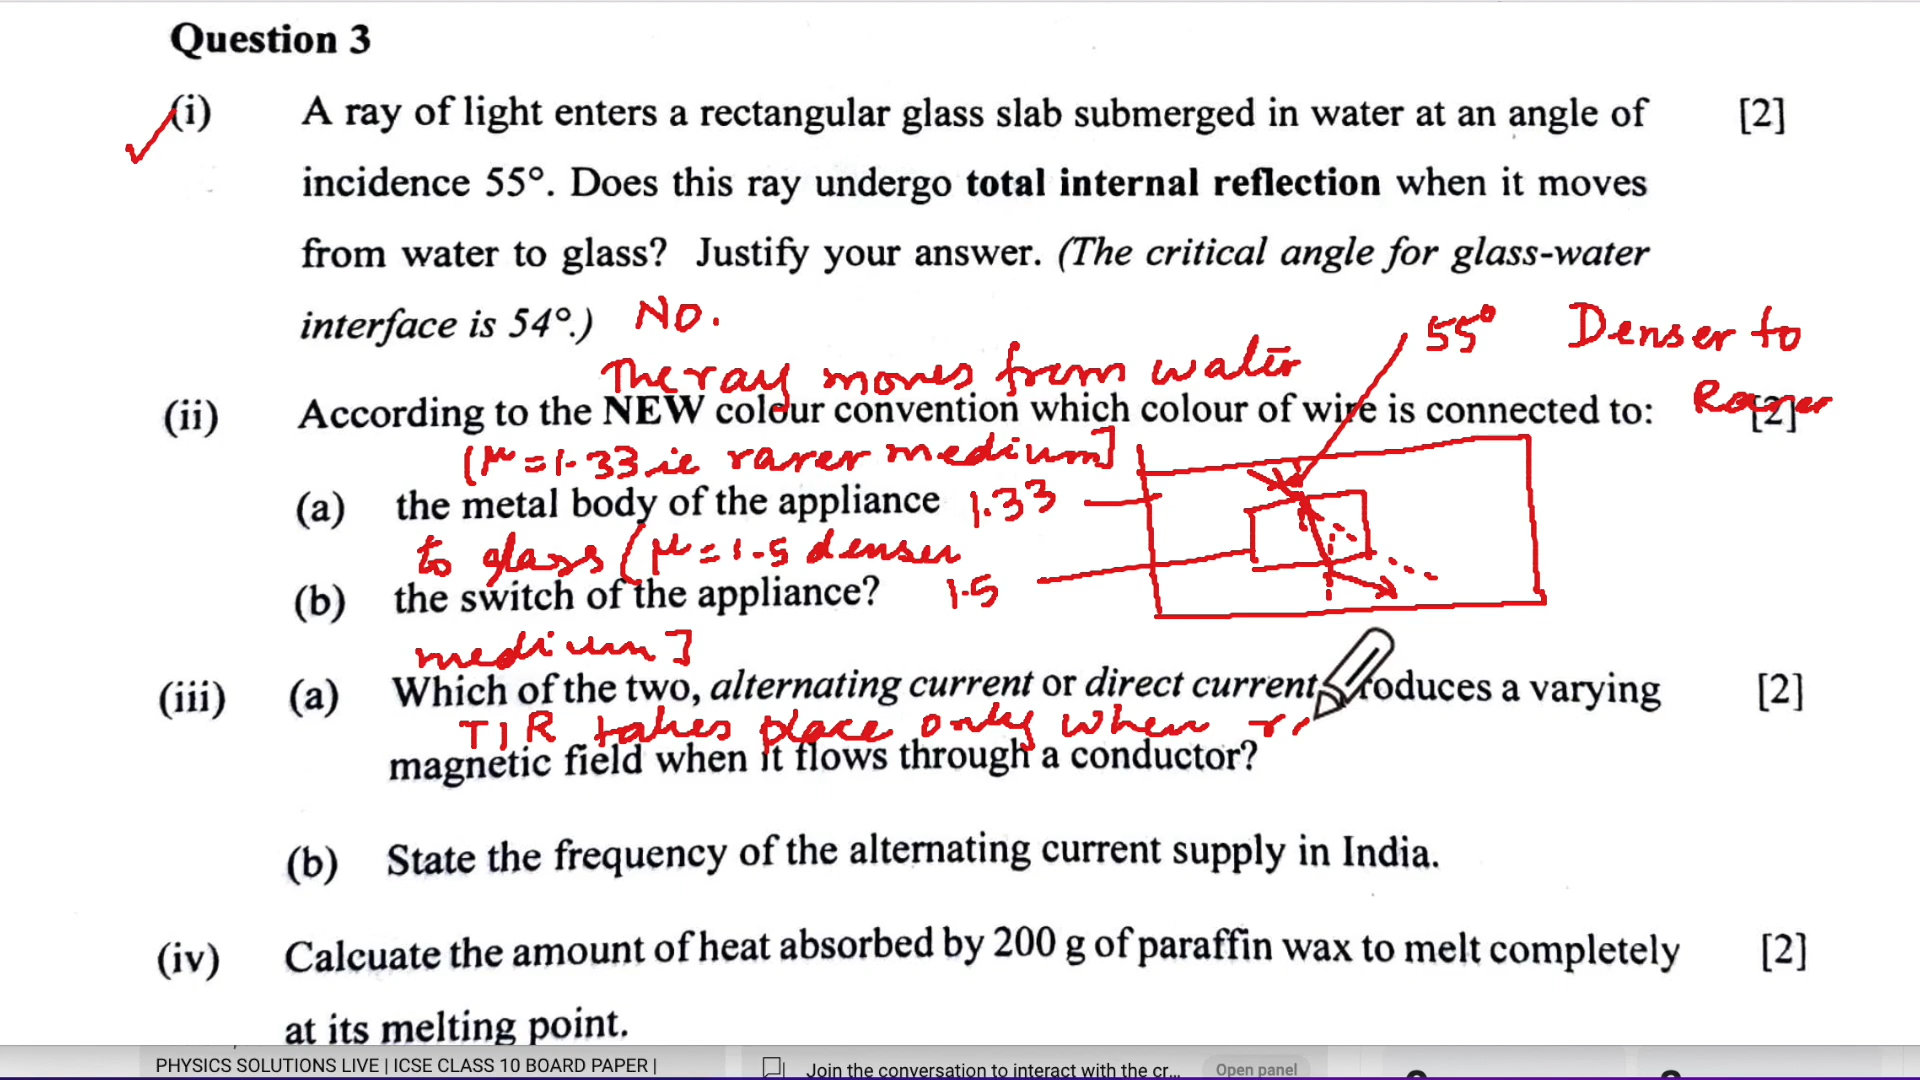 Question 3
(i) A ray of light enters a rectangular glass slab submerged in water at an angle of [2]
incidence 55°. Does this ray undergo total internal reflection when it moves
from water to glass? Justify your answer. (The critical angle for glass-water
interface is 54°.) NO.
55° Denser to
The ray moves from water
Rarer
(ii) According to the NEW colour convention which colour of wire is connected to: [2]
(μ=1.33 ie rarer medium]
(a) the metal body of the appliance 1.33
to glass (μ=1.5 denser
(b) the switch of the appliance? 1.5
medium]
(iii) (a) Which of the two, alternating current or direct current, produces a varying [2]
TIR takes place only when
magnetic field when it flows through a conductor?
(b) State the frequency of the alternating current supply in India.
(iv) Calcuate the amount of heat absorbed by 200 g of paraffin wax to melt completely [2]
at its melting point.
PHYSICS SOLUTIONS LIVE | ICSE CLASS 10 BOARD PAPER |
Join the conversation to interact with the cr... Open panel